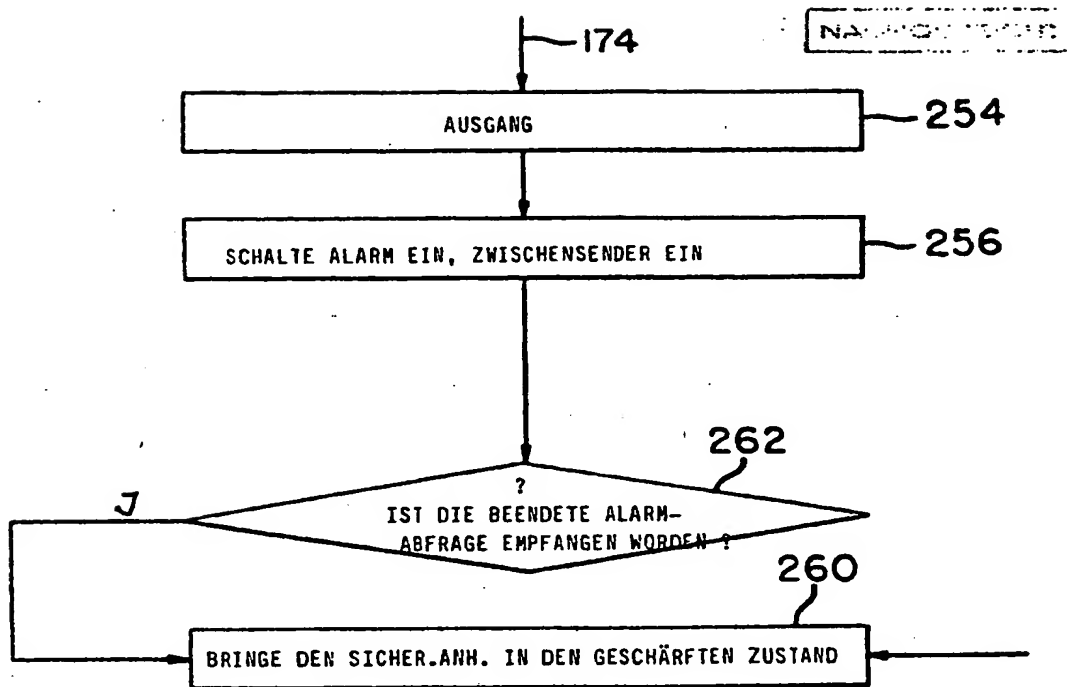 174
AUSGANG
254
SCHALTE ALARM EIN, ZWISCHENSENDER EIN
256
262
?
J
IST DIE BEENDETE ALARM-
ABFRAGE EMPFANGEN WORDEN ?
260
BRINGE DEN SICHER.ANH. IN DEN GESCHÄRFTEN ZUSTAND